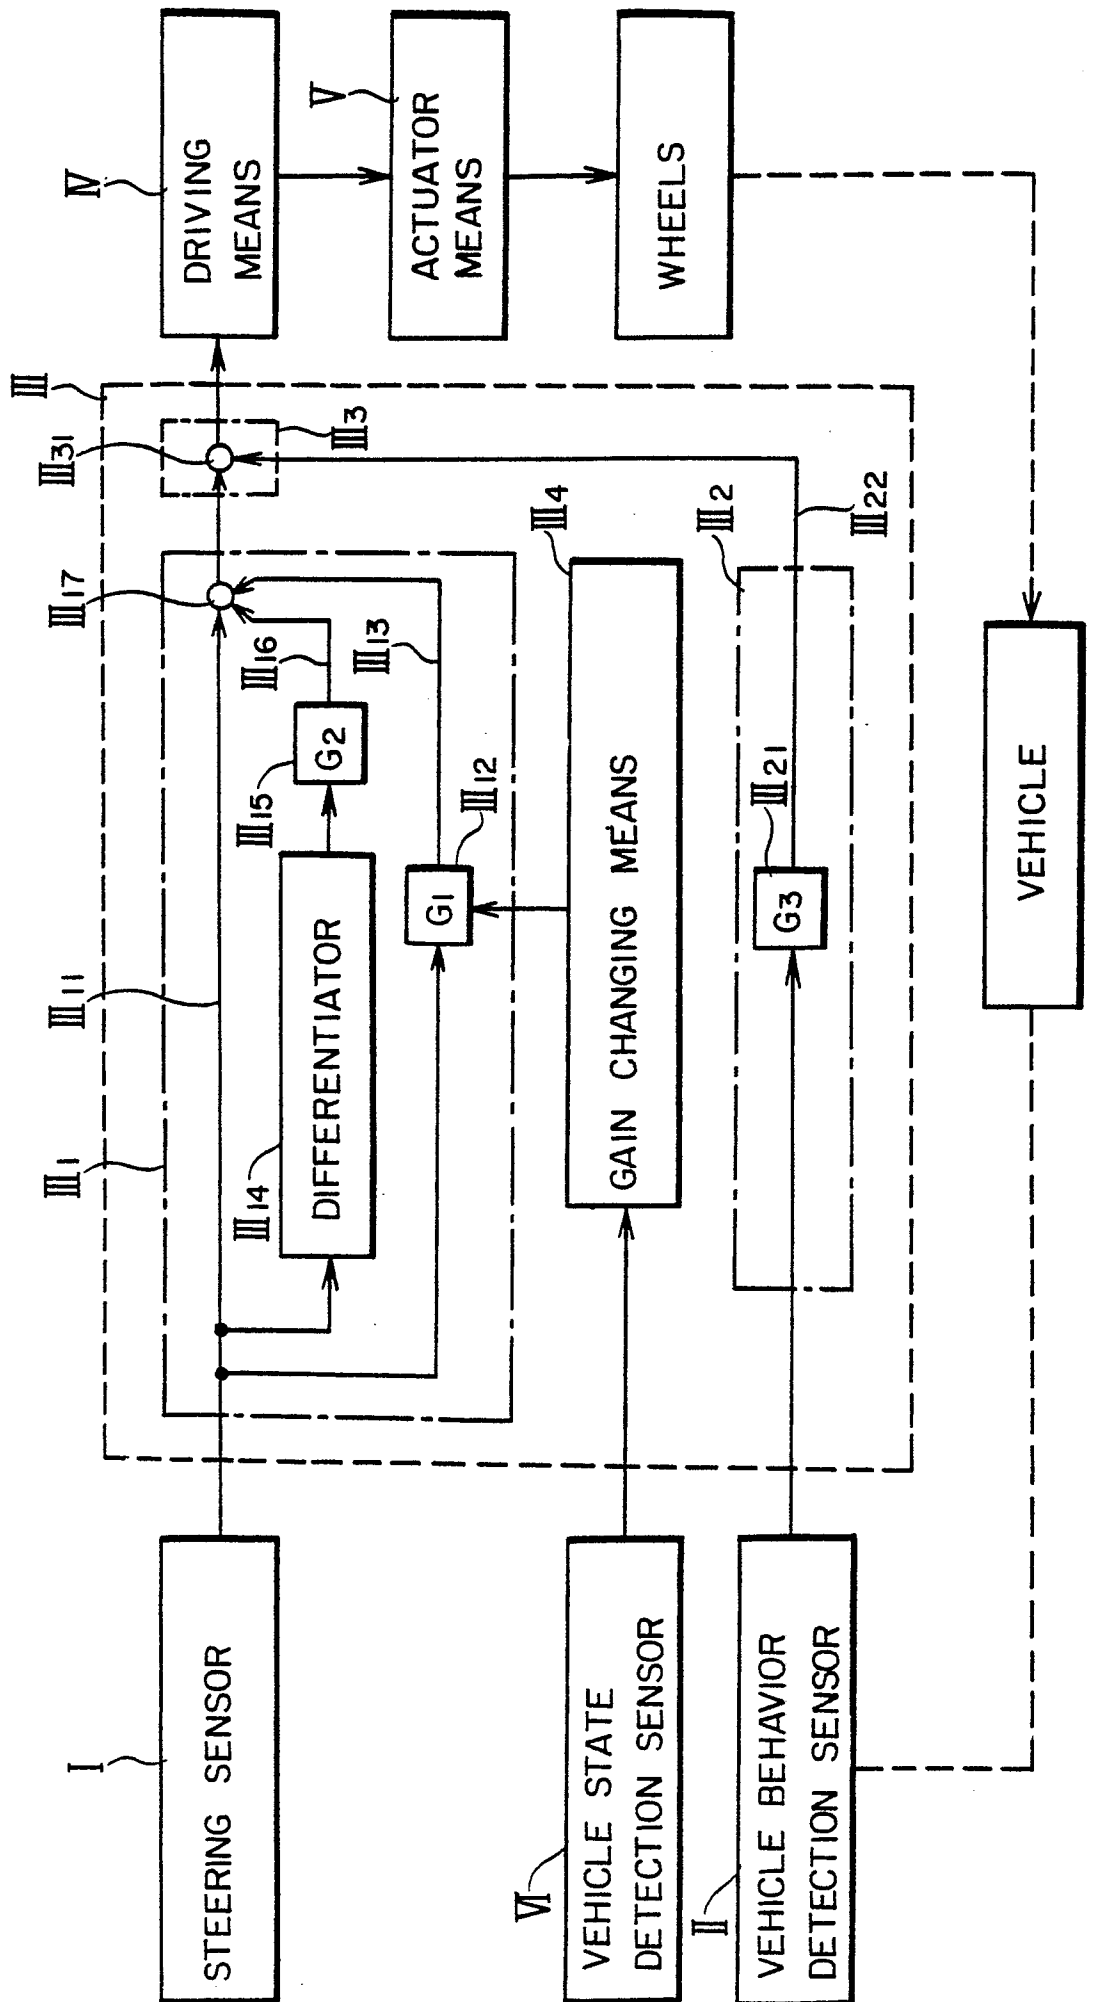 I
STEERING SENSOR
VI
VEHICLE STATE
DETECTION SENSOR
II
VEHICLE BEHAVIOR
DETECTION SENSOR
III
III1
III11
III14
DIFFERENTIATOR
III15
G2
III16
III12
G1
III13
III17
III31
III3
III4
GAIN CHANGING MEANS
III2
III21
G3
III22
IV
DRIVING
MEANS
V
ACTUATOR
MEANS
WHEELS
VEHICLE